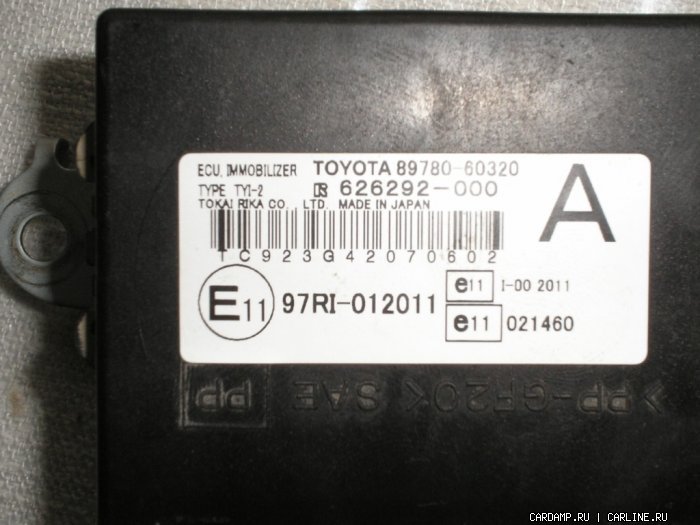 ECU, IMMOBILIZER TOYOTA 89780-60320
TYPE TYI-2 626292-000
TOKAI RIKA CO., LTD. MADE IN JAPAN
A
TC923G42070602
E11 97RI-012011
e11 I-00 2011
e11 021460
PP
>PP-GF20< SAE
CARDAMP.RU | CARLINE.RU